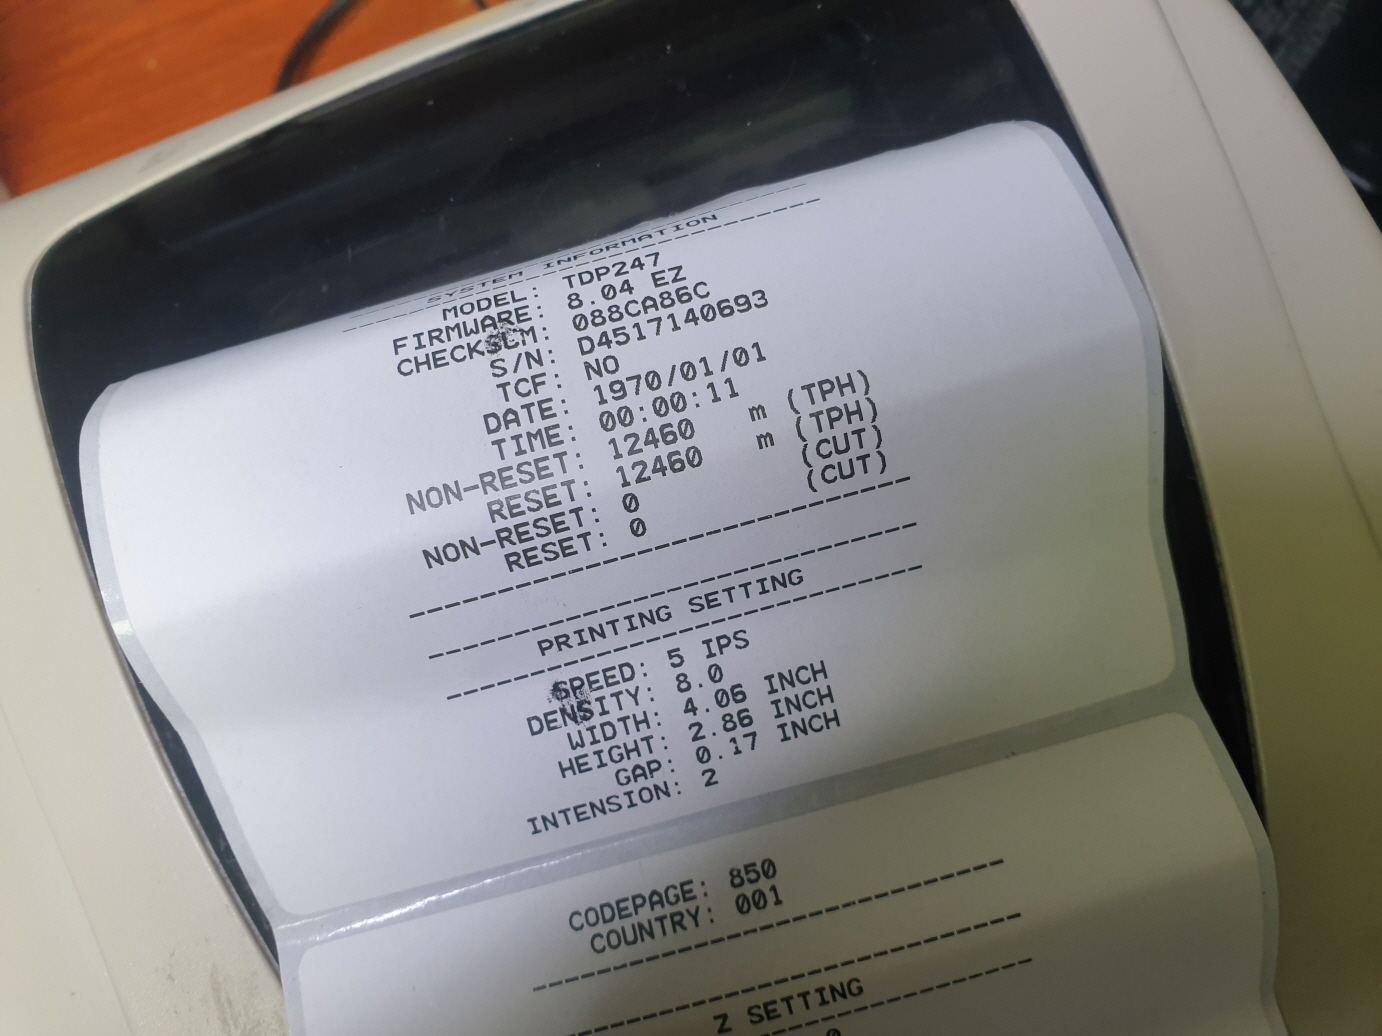 SYSTEM INFORMATION
MODEL: TDP247
FIRMWARE: 8.04 EZ
CHECKSUM: 088CA86C
S/N: D4517140693
TCF: NO
DATE: 1970/01/01
TIME: 00:00:11
NON-RESET: 12460 m (TPH)
RESET: 12460 m (TPH)
NON-RESET: 0 (CUT)
RESET: 0 (CUT)
PRINTING SETTING
SPEED: 5 IPS
DENSITY: 8.0
WIDTH: 4.06 INCH
HEIGHT: 2.86 INCH
GAP: 0.17 INCH
INTENSION: 2
CODEPAGE: 850
COUNTRY: 001
Z SETTING